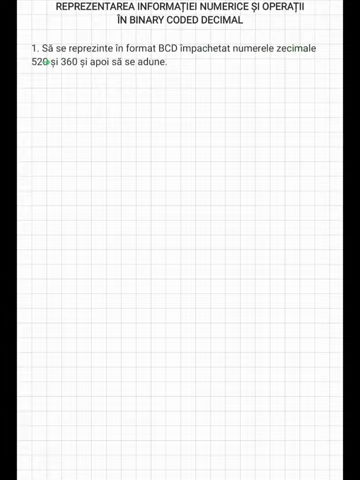 REPREZENTAREA INFORMAȚIEI NUMERICE ȘI OPERAȚII
ÎN BINARY CODED DECIMAL
1. Să se reprezinte în format BCD împachetat numerele zecimale
520 și 360 și apoi să se adune.